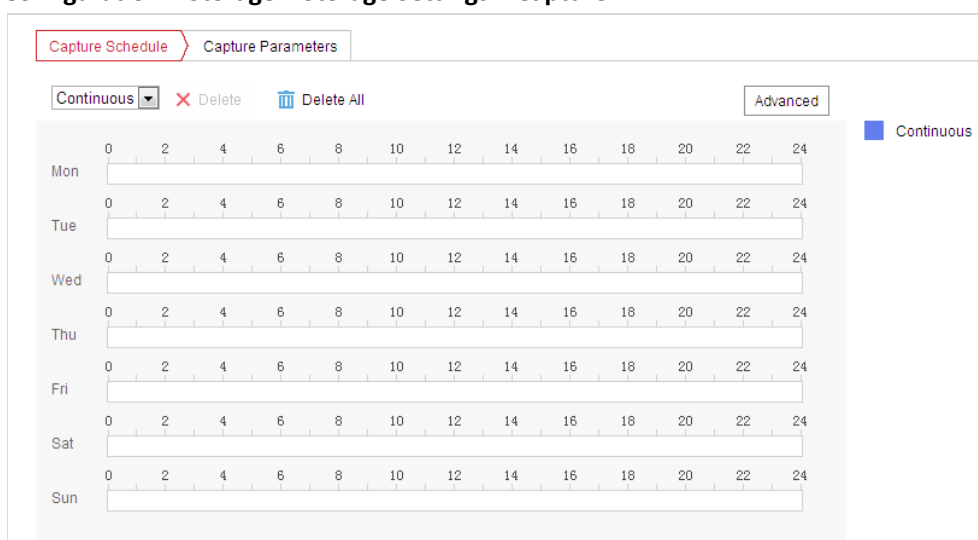 Capture Schedule Capture Parameters
Continuous Delete Delete All Advanced
Continuous
0 2 4 6 8 10 12 14 16 18 20 22 24
Mon
0 2 4 6 8 10 12 14 16 18 20 22 24
Tue
0 2 4 6 8 10 12 14 16 18 20 22 24
Wed
0 2 4 6 8 10 12 14 16 18 20 22 24
Thu
0 2 4 6 8 10 12 14 16 18 20 22 24
Fri
0 2 4 6 8 10 12 14 16 18 20 22 24
Sat
0 2 4 6 8 10 12 14 16 18 20 22 24
Sun